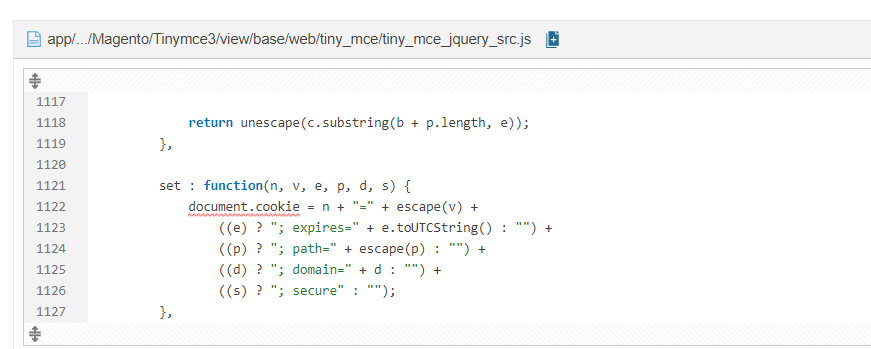 app/.../Magento/Tinymce3/view/base/web/tiny_mce/tiny_mce_jquery_src.js
1117
1118 return unescape(c.substring(b + p.length, e));
1119 },
1120
1121 set : function(n, v, e, p, d, s) {
1122 document.cookie = n + "=" + escape(v) +
1123 ((e) ? "; expires=" + e.toUTCString() : "") +
1124 ((p) ? "; path=" + escape(p) : "") +
1125 ((d) ? "; domain=" + d : "") +
1126 ((s) ? "; secure" : "");
1127 },